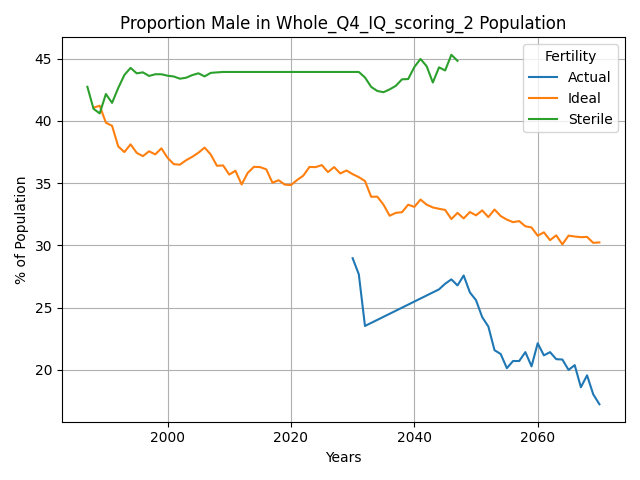 Proportion Male in Whole_Q4_IQ_scoring_2 Population
Fertility
Actual
Ideal
Sterile
% of Population
45
40
35
30
25
20
2000
2020
2040
2060
Years